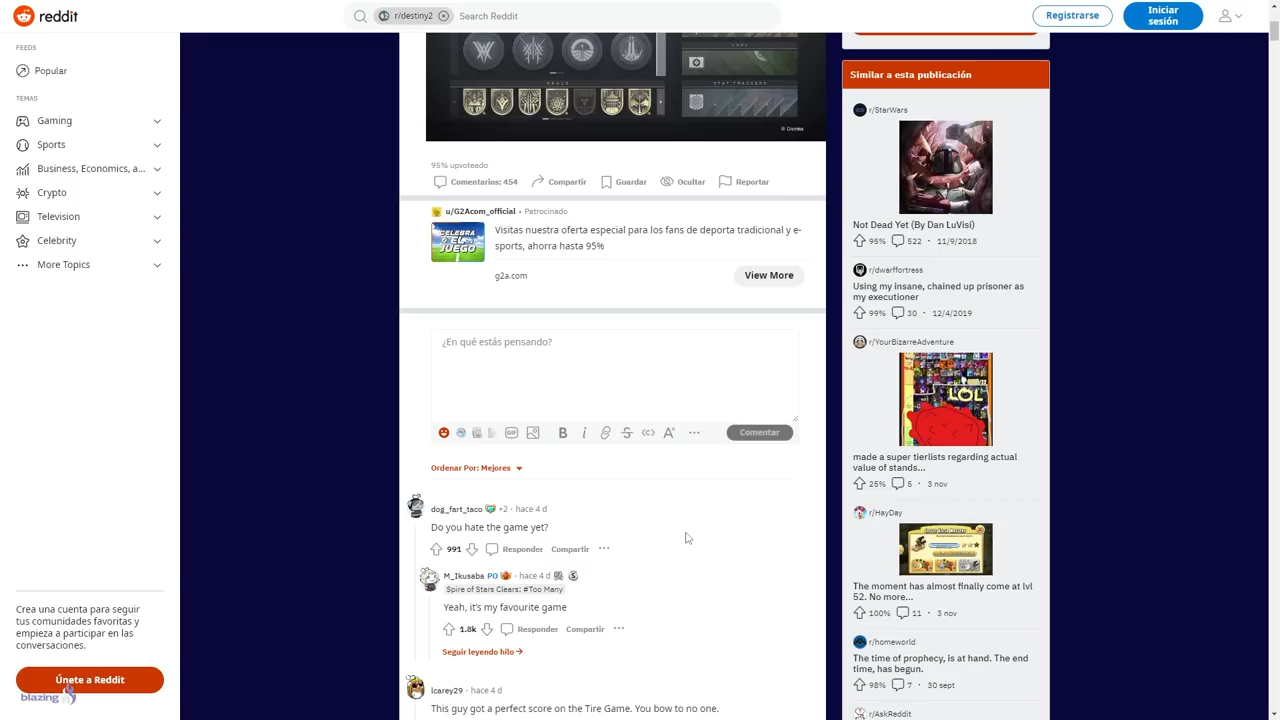 reddit
r/destiny2
Search Reddit
Registrarse
Iniciar
sesión
FEEDS
Popular
TEMAS
Gaming
Sports
Business, Economics, a...
Crypto
Television
Celebrity
More Topics
Crea una cuenta para seguir
tus comunidades favoritas y
empieza a participar en las
conversaciones.
Únete a Reddit
blazing
SEALS
STAT TRACKERS
95% upvoteado
Comentarios: 454
Compartir
Guardar
Ocultar
Reportar
u/G2Acom_official • Patrocinado
CELEBRA
EL
JUEGO
Visitas nuestra oferta especial para los fans de deporta tradicional y e-
sports, ahorra hasta 95%
g2a.com
View More
¿En qué estás pensando?
GIF
B
i
Comentar
Ordenar Por: Mejores
dog_fart_taco +2 · hace 4 d
Do you hate the game yet?
991
Responder
Compartir
M_Ikusaba PO · hace 4 d
Spire of Stars Clears: #Too Many
Yeah, it's my favourite game
1.8k
Responder
Compartir
Seguir leyendo hilo
lcarey29 · hace 4 d
This guy got a perfect score on the Tire Game. You bow to no one.
Similar a esta publicación
r/StarWars
Not Dead Yet (By Dan LuVisi)
95% 522 · 11/9/2018
r/dwarffortress
Using my insane, chained up prisoner as
my executioner
99% 30 · 12/4/2019
r/YourBizarreAdventure
LOL
made a super tierlists regarding actual
value of stands...
25% 5 · 3 nov
r/HayDay
The moment has almost finally come at lvl
52. No more...
100% 11 · 3 nov
r/homeworld
The time of prophecy, is at hand. The end
time, has begun.
98% 7 · 30 sept
r/AskReddit